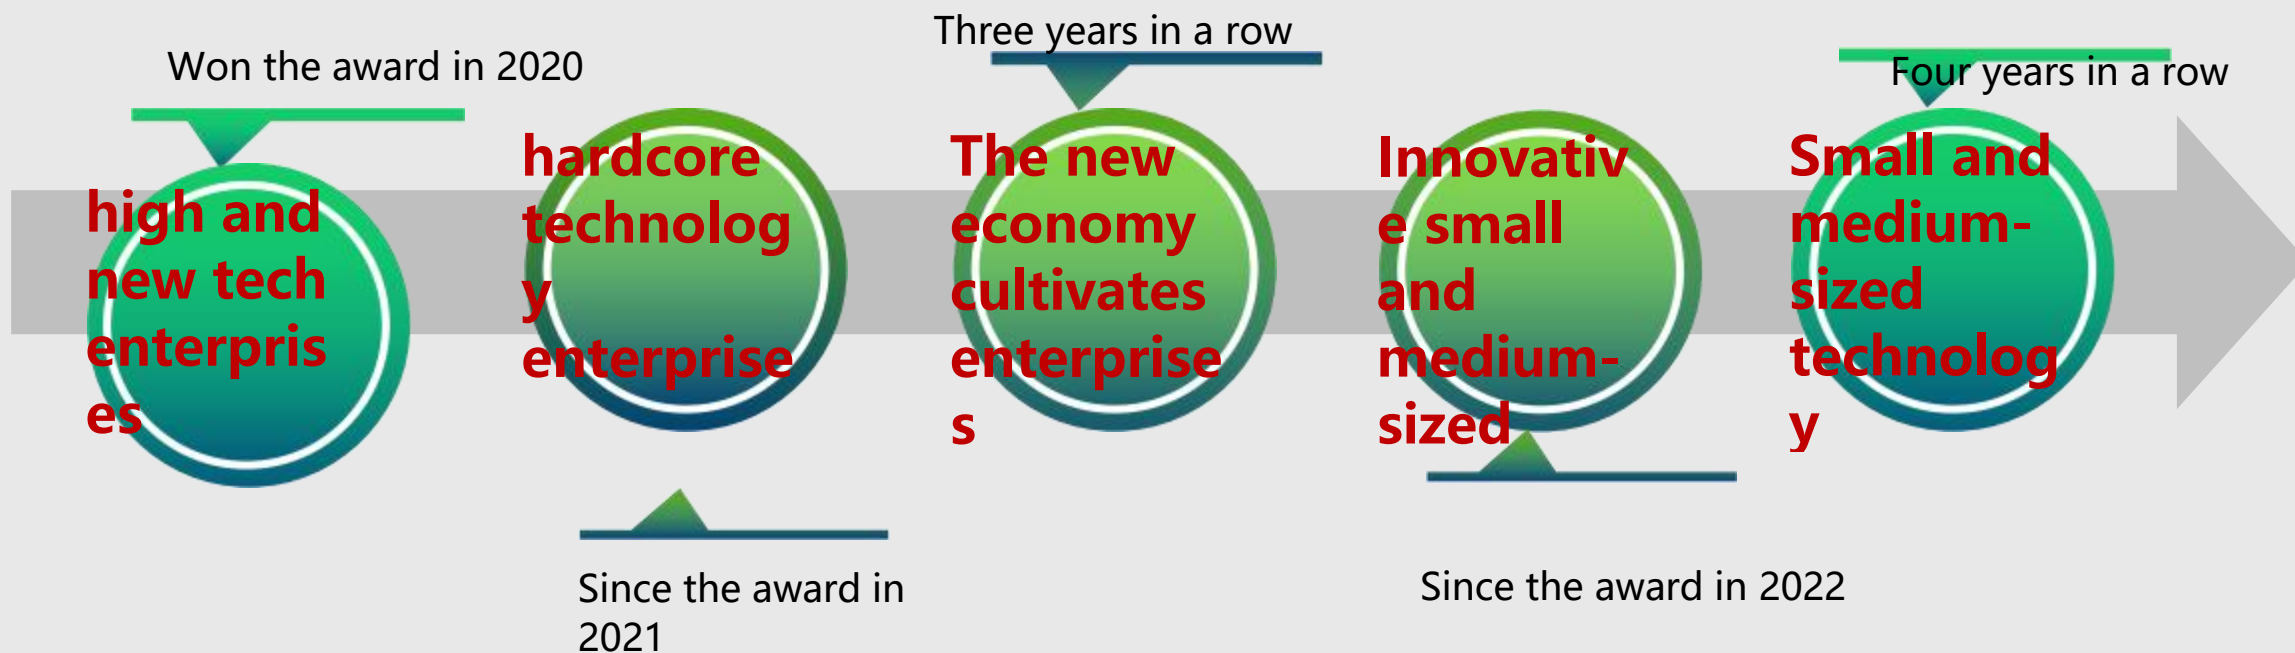 Won the award in 2020
high and
new tech
enterpris
es
hardcore
technolog
y
enterprise
Since the award in
2021
Three years in a row
The new
economy
cultivates
enterprise
s
Innovativ
e small
and
medium-
sized
Since the award in 2022
Four years in a row
Small and
medium-
sized
technolog
y